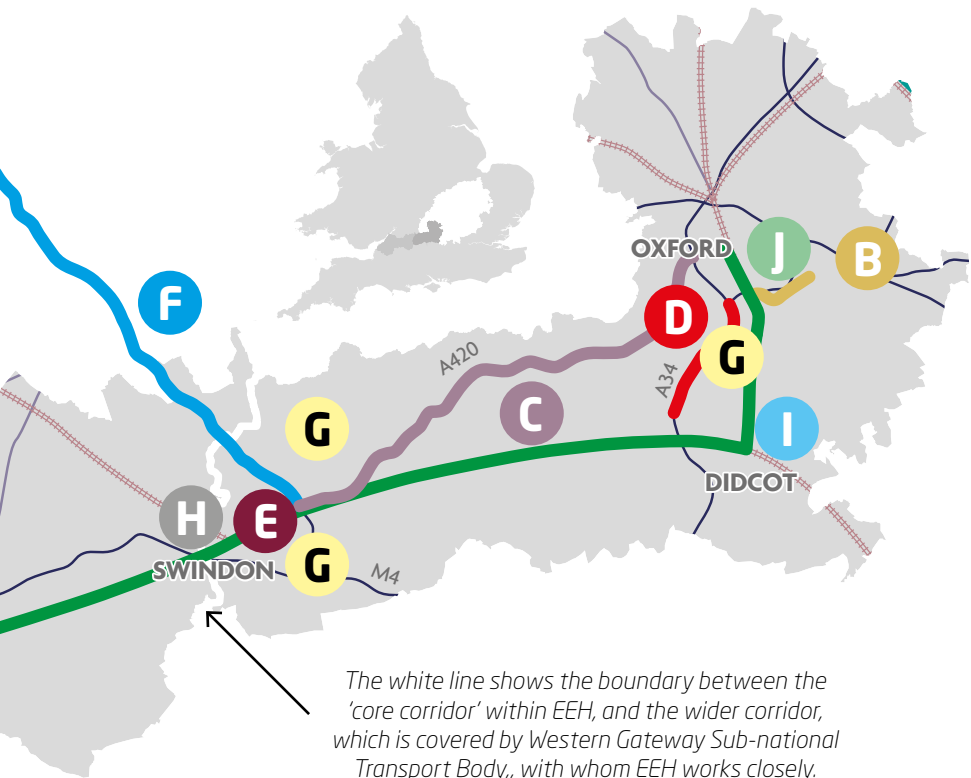 OXFORD
J
B
F
D
A420
G
A34
G
C
I
DIDCOT
H
E
SWINDON
G
M4
The white line shows the boundary between the
'core corridor' within EEH, and the wider corridor,
which is covered by Western Gateway Sub-national
Transport Body,, with whom EEH works closely.